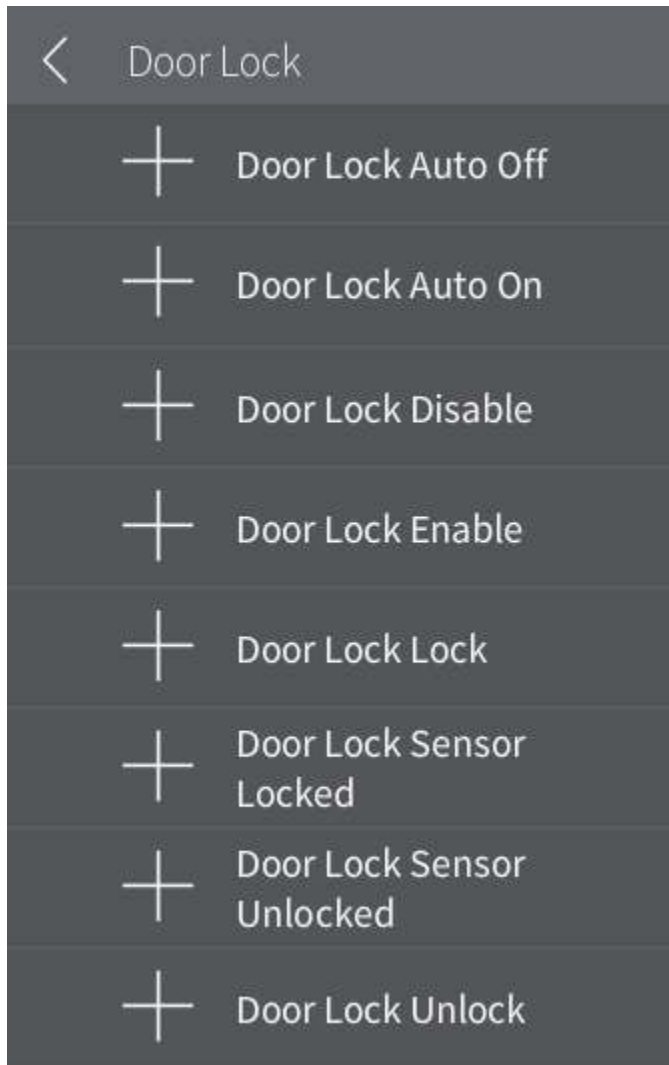 Door Lock
Door Lock Auto Off
Door Lock Auto On
Door Lock Disable
Door Lock Enable
Door Lock Lock
Door Lock Sensor
Locked
Door Lock Sensor
Unlocked
Door Lock Unlock